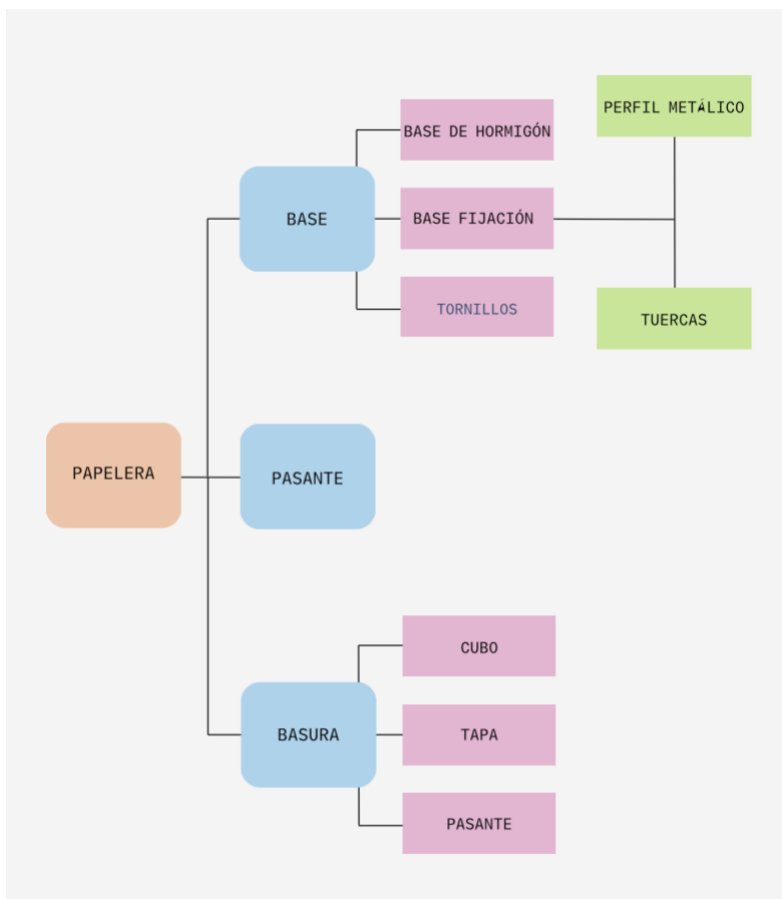 PERFIL METÁLICO
BASE DE HORMIGÓN
BASE
BASE FIJACIÓN
TORNILLOS
TUERCAS
PAPELERA
PASANTE
CUBO
BASURA
TAPA
PASANTE